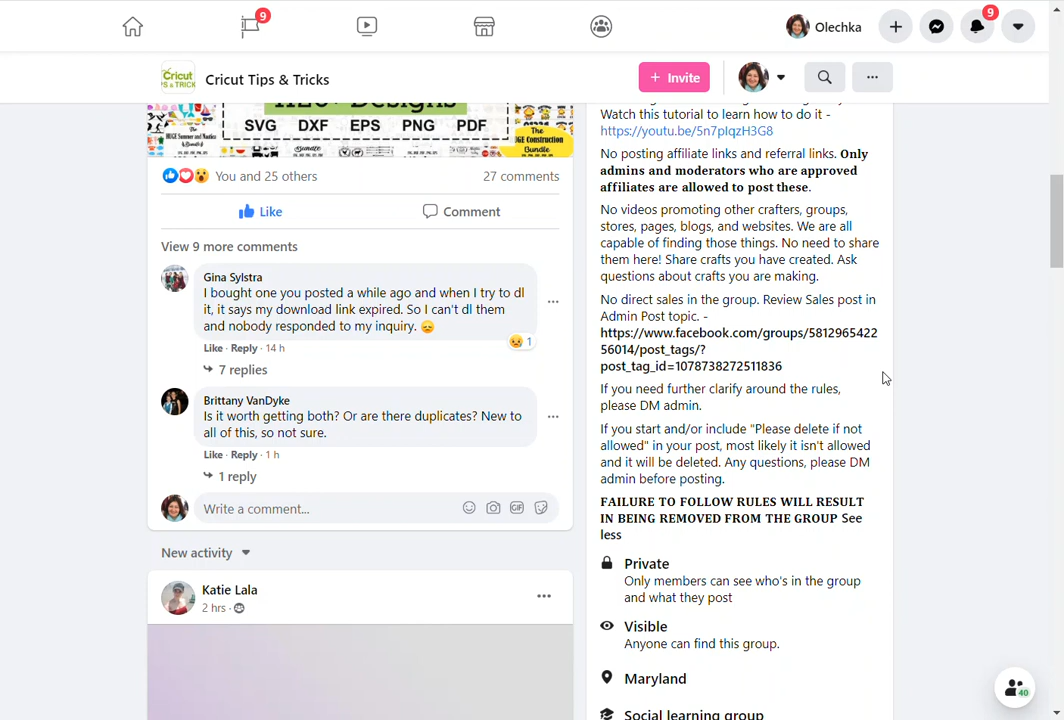 9
Olechka
9
Cricut
PS & TRICK
Cricut Tips & Tricks
+ Invite
SVG DXF EPS PNG PDF
The
HUGE Construction
Bundle
You and 25 others
27 comments
Like
Comment
View 9 more comments
Gina Sylstra
I bought one you posted a while ago and when I try to dl
it, it says my download link expired. So I can't dl them
and nobody responded to my inquiry. 😞
1
Like · Reply · 14 h
7 replies
Brittany VanDyke
Is it worth getting both? Or are there duplicates? New to
all of this, so not sure.
Like · Reply · 1 h
1 reply
Write a comment...
GIF
New activity
Katie Lala
2 hrs ·
Watch this tutorial to learn how to do it -
https://youtu.be/5n7pIqzH3G8
No posting affiliate links and referral links. Only
admins and moderators who are approved
affiliates are allowed to post these.
No videos promoting other crafters, groups,
stores, pages, blogs, and websites. We are all
capable of finding those things. No need to share
them here! Share crafts you have created. Ask
questions about crafts you are making.
No direct sales in the group. Review Sales post in
Admin Post topic. -
https://www.facebook.com/groups/5812965422
56014/post_tags/?
post_tag_id=1078738272511836
If you need further clarify around the rules,
please DM admin.
If you start and/or include "Please delete if not
allowed" in your post, most likely it isn't allowed
and it will be deleted. Any questions, please DM
admin before posting.
FAILURE TO FOLLOW RULES WILL RESULT
IN BEING REMOVED FROM THE GROUP See
less
Private
Only members can see who's in the group
and what they post
Visible
Anyone can find this group.
Maryland
Social learning group
40